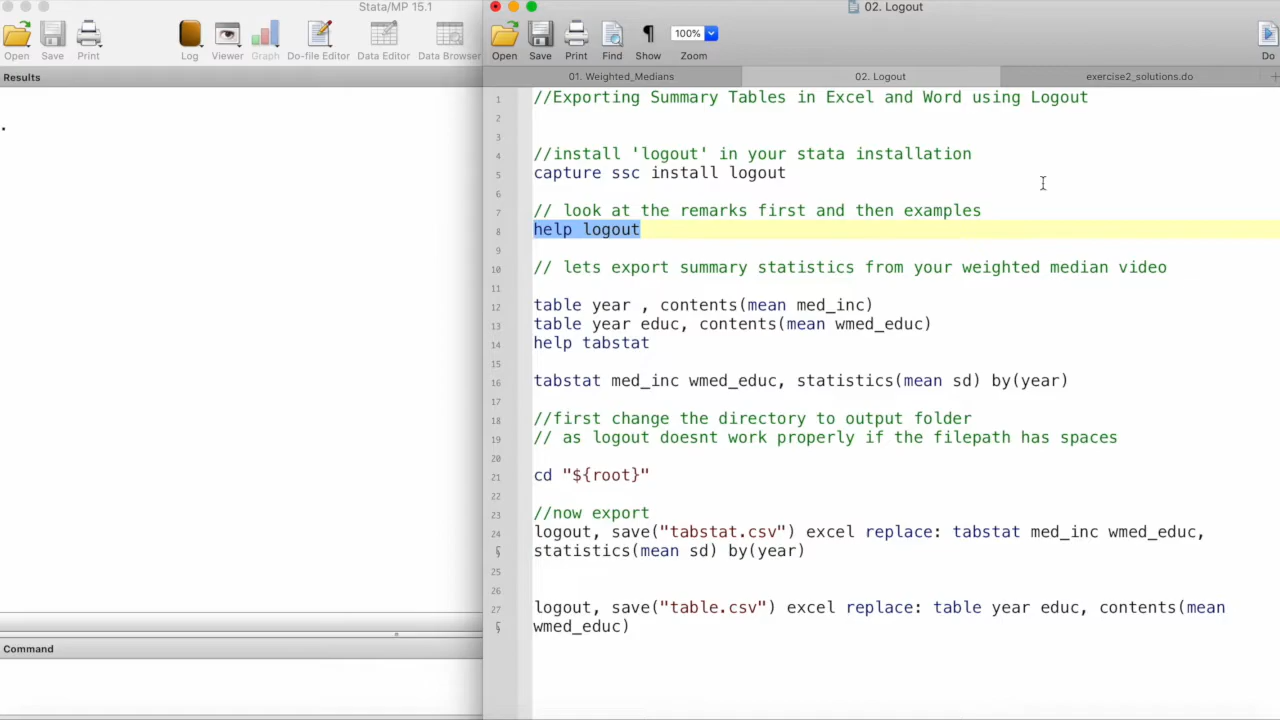 Stata/MP 15.1
02. Logout
Open Save Print Log Viewer Graph Do-file Editor Data Editor Data Browser
100%
Open Save Print Find Show Zoom Do
Results
01. Weighted_Medians 02. Logout exercise2_solutions.do +
.
1 //Exporting Summary Tables in Excel and Word using Logout
2
3
4 //install 'logout' in your stata installation
5 capture ssc install logout
6
7 // look at the remarks first and then examples
8 help logout
9
10 // lets export summary statistics from your weighted median video
11
12 table year , contents(mean med_inc)
13 table year educ, contents(mean wmed_educ)
14 help tabstat
15
16 tabstat med_inc wmed_educ, statistics(mean sd) by(year)
17
18 //first change the directory to output folder
19 // as logout doesnt work properly if the filepath has spaces
20
21 cd "${root}"
22
23 //now export
24 logout, save("tabstat.csv") excel replace: tabstat med_inc wmed_educ,
statistics(mean sd) by(year)
25
26
27 logout, save("table.csv") excel replace: table year educ, contents(mean
wmed_educ)
Command